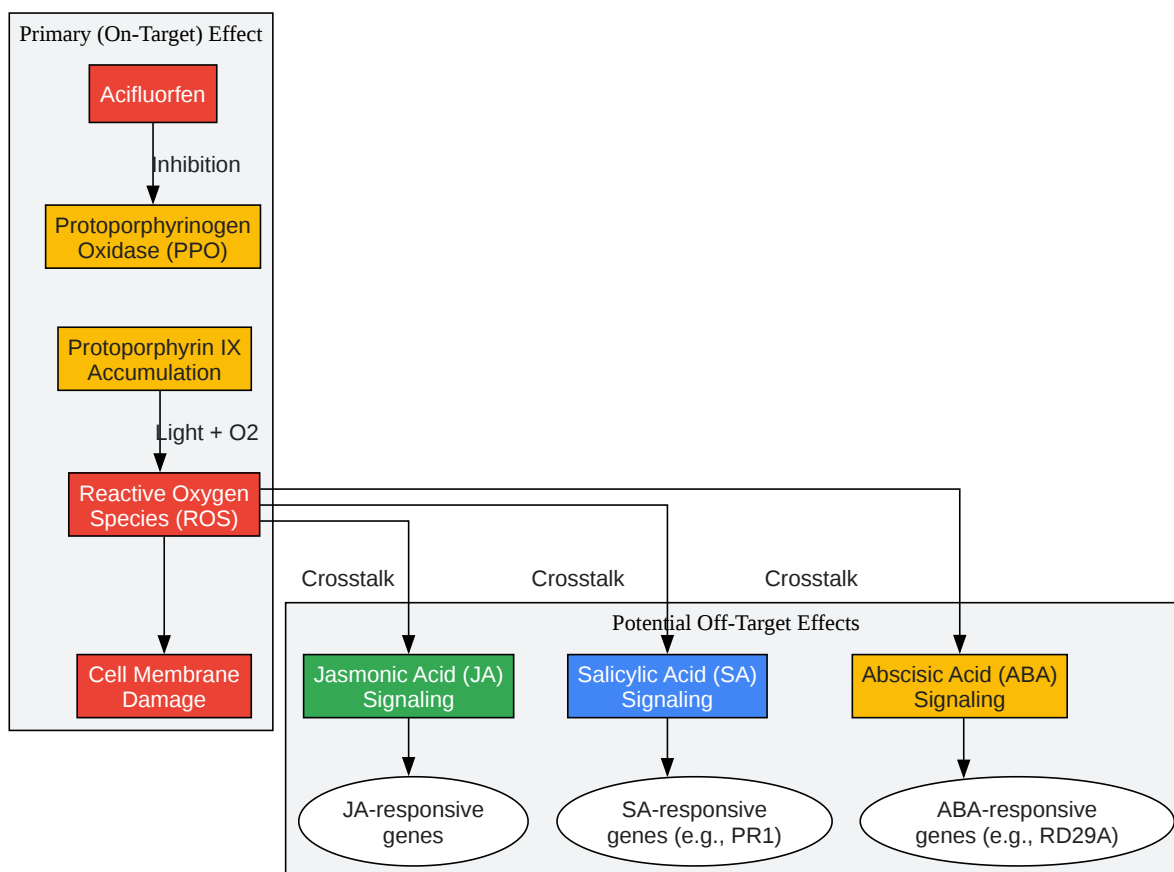 Primary (On-Target) Effect
Acifluorfen
Inhibition
Protoporphyrinogen
Oxidase (PPO)
Protoporphyrin IX
Accumulation
Light + O2
Reactive Oxygen
Species (ROS)
Cell Membrane
Damage
Crosstalk
Crosstalk
Crosstalk
Potential Off-Target Effects
Jasmonic Acid (JA)
Signaling
Salicylic Acid (SA)
Signaling
Abscisic Acid (ABA)
Signaling
JA-responsive
genes
SA-responsive
genes (e.g., PR1)
ABA-responsive
genes (e.g., RD29A)